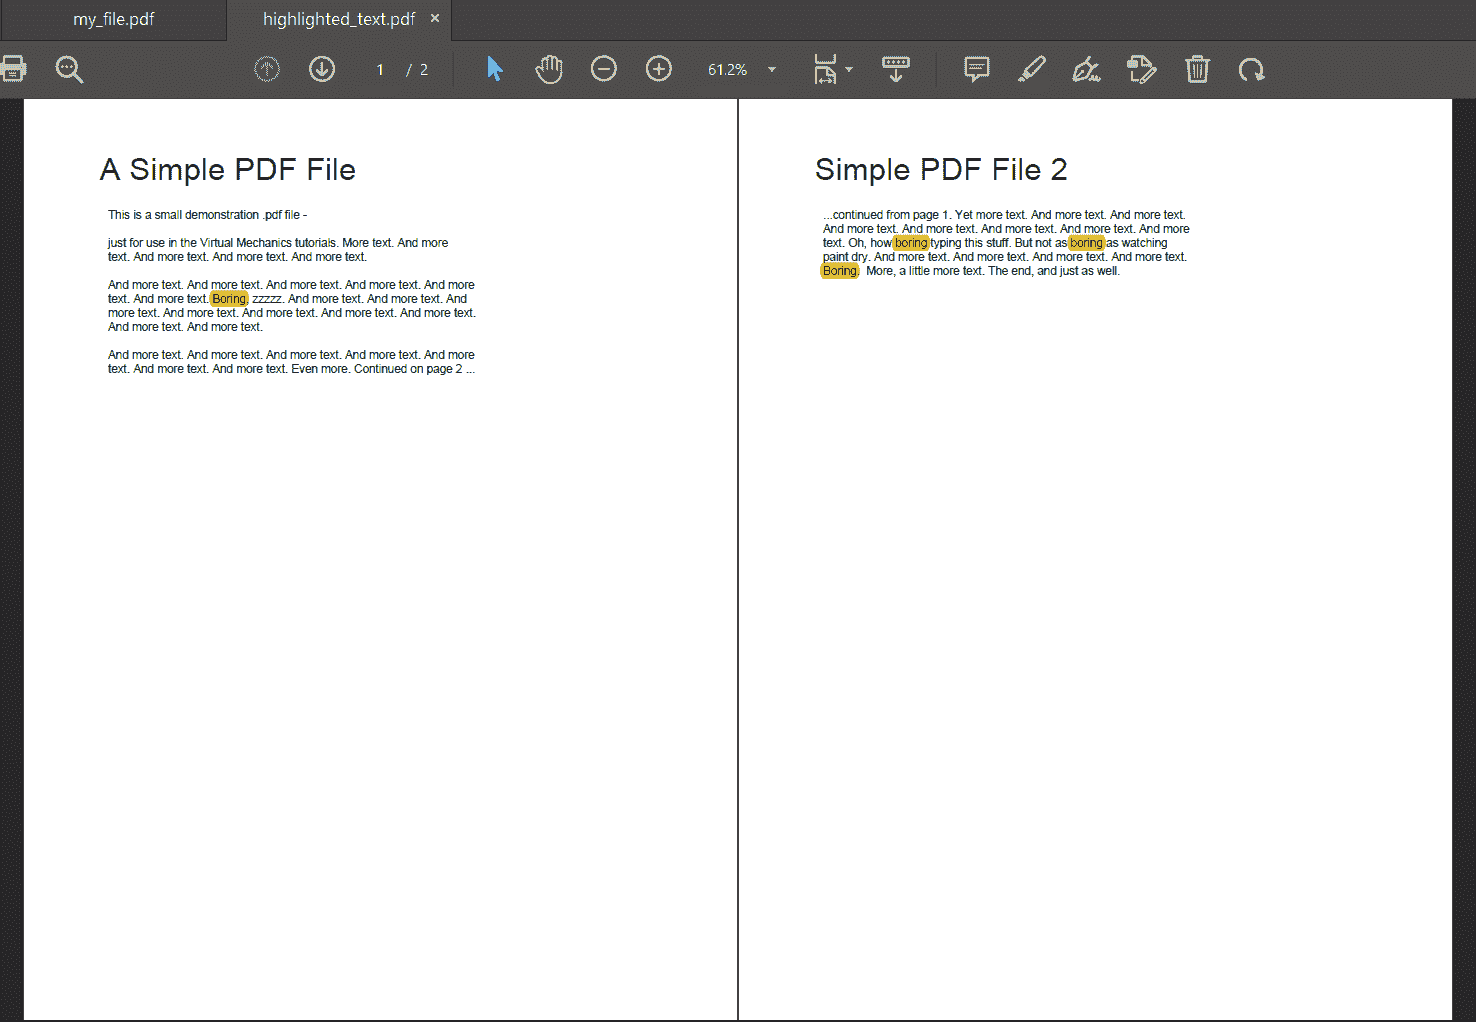 my_file.pdf
highlighted_text.pdf ×
1 / 2
61.2%
A Simple PDF File
This is a small demonstration .pdf file -
just for use in the Virtual Mechanics tutorials. More text. And more
text. And more text. And more text. And more text.
And more text. And more text. And more text. And more text. And more
text. And more text. Boring, zzzzz. And more text. And more text. And
more text. And more text. And more text. And more text. And more text.
And more text. And more text.
And more text. And more text. And more text. And more text. And more
text. And more text. And more text. Even more. Continued on page 2 ...
Simple PDF File 2
...continued from page 1. Yet more text. And more text. And more text.
And more text. And more text. And more text. And more text. And more
text. Oh, how boring typing this stuff. But not as boring as watching
paint dry. And more text. And more text. And more text. And more text.
Boring. More, a little more text. The end, and just as well.